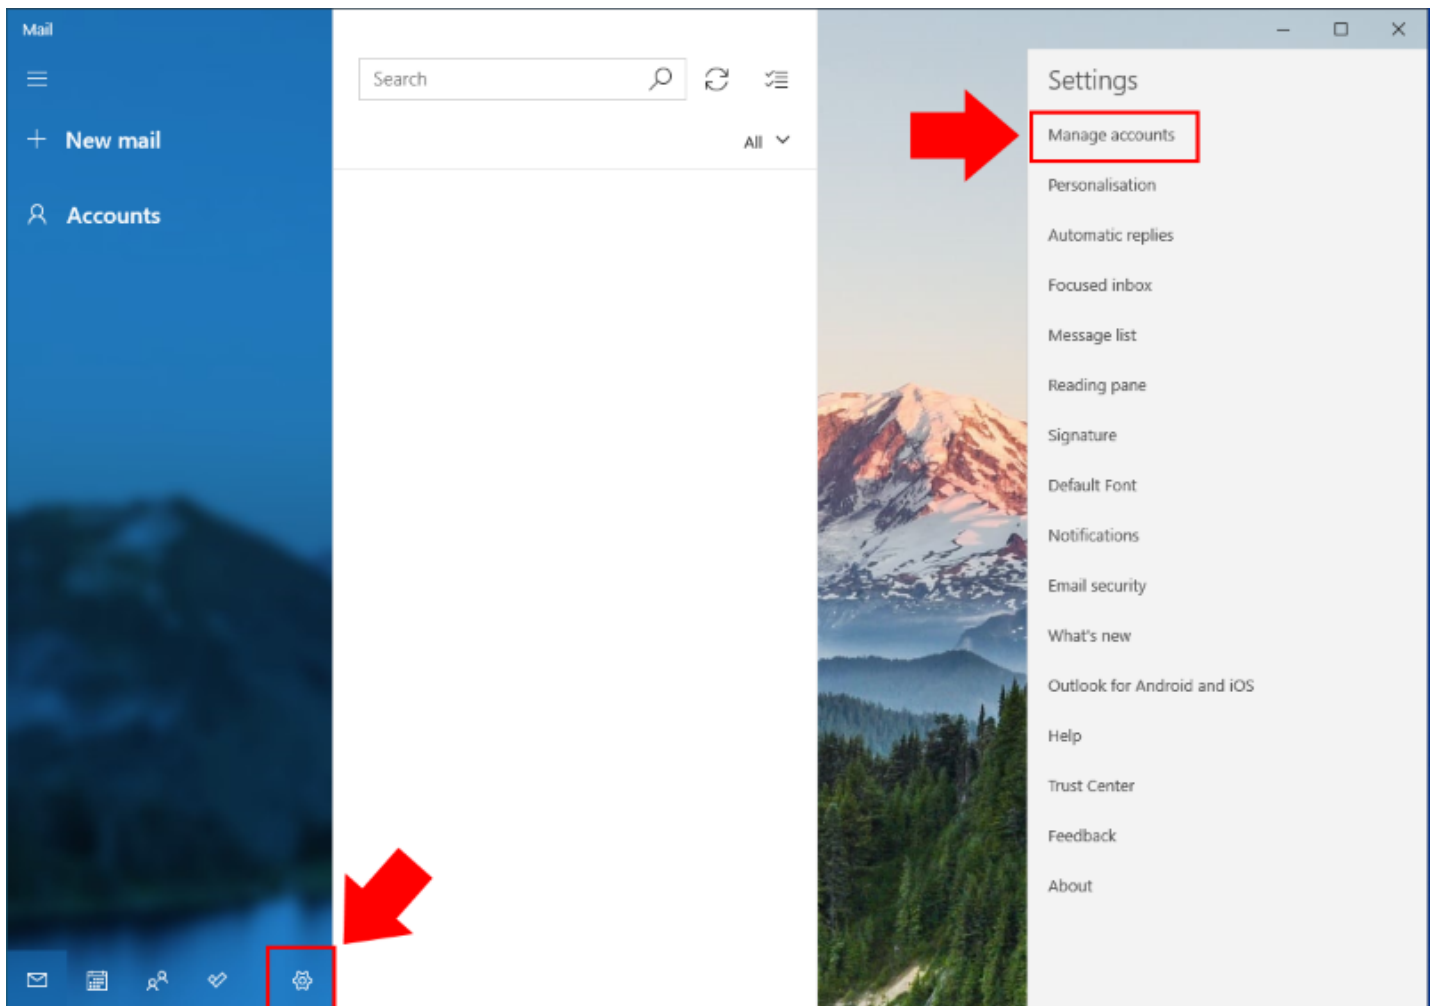 Mail
New mail
Accounts
Search
All
Settings
Manage accounts
Personalisation
Automatic replies
Focused inbox
Message list
Reading pane
Signature
Default Font
Notifications
Email security
What's new
Outlook for Android and iOS
Help
Trust Center
Feedback
About